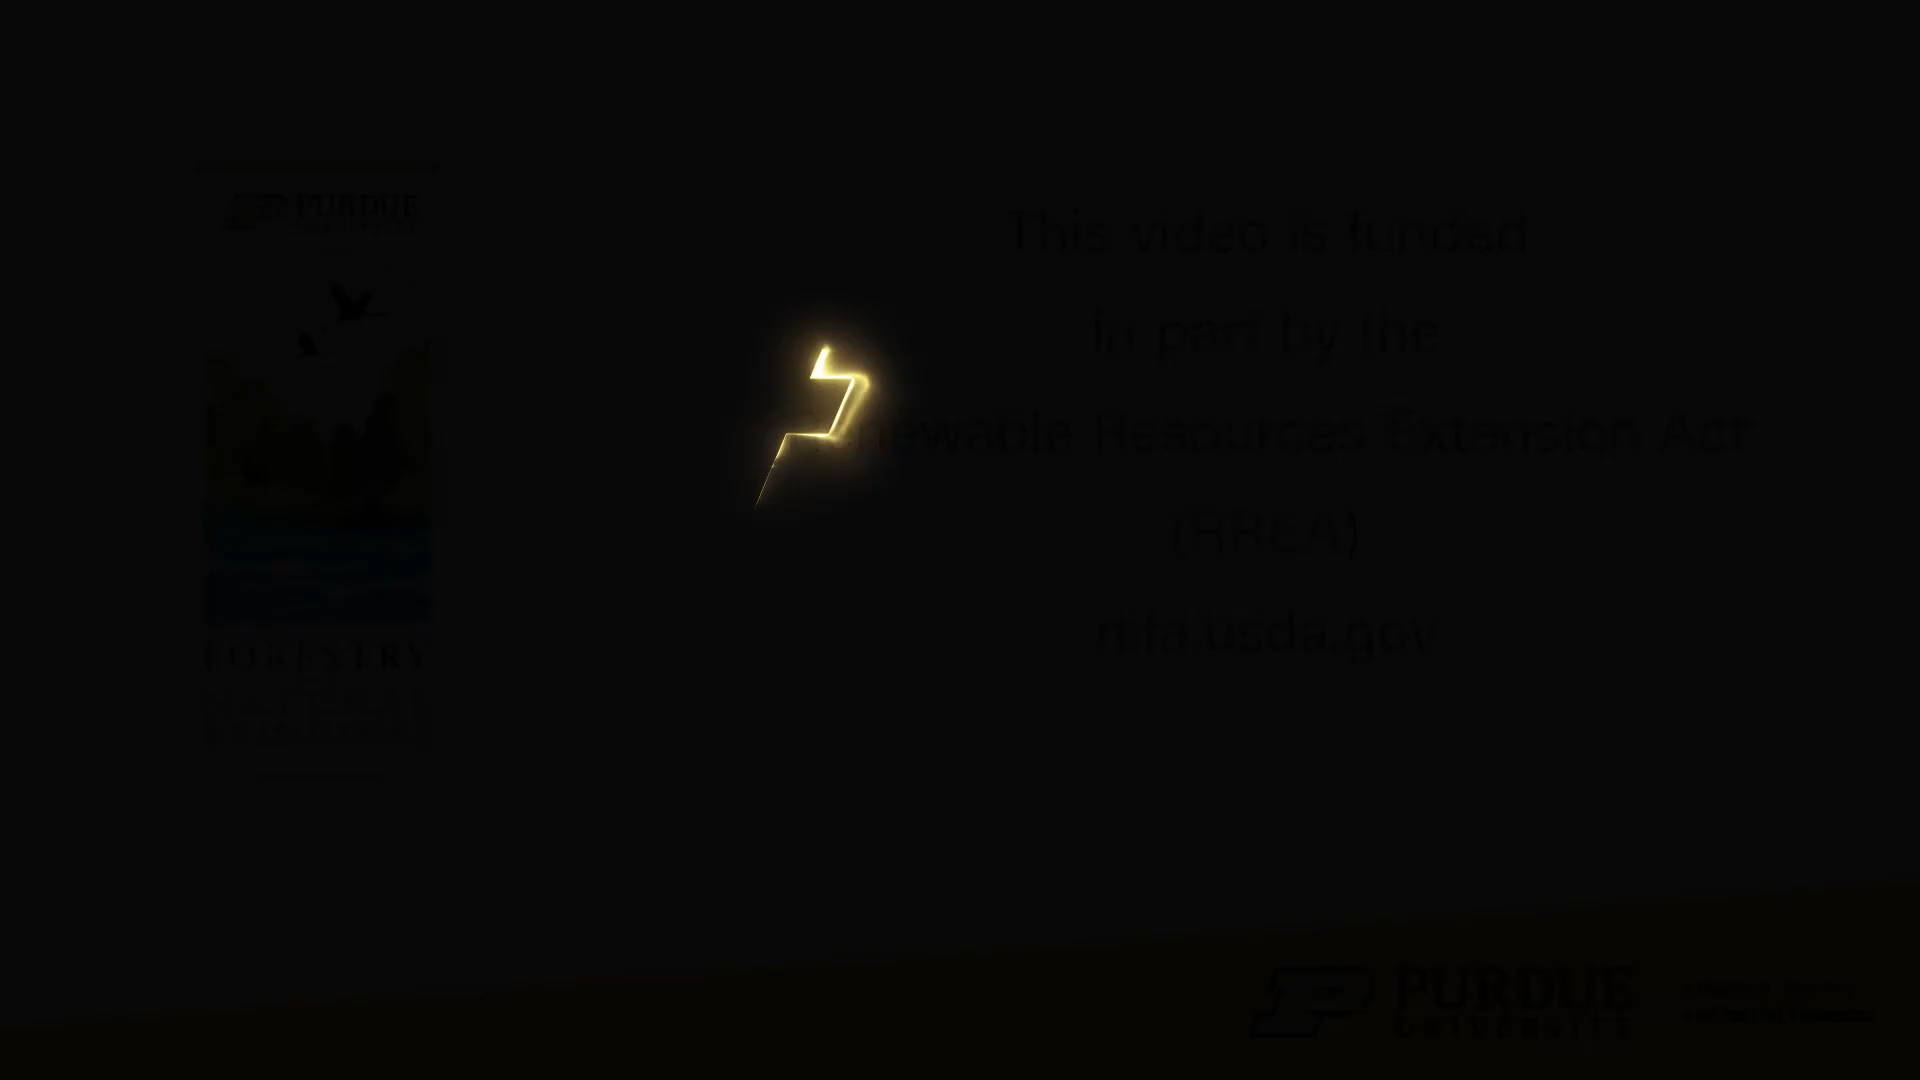 PURDUE
This video is funded
in part by the
Renewable Resources Extension Act
(RREA)
nifa.usda.gov
FORESTRY
PURDUE
UNIVERSITY